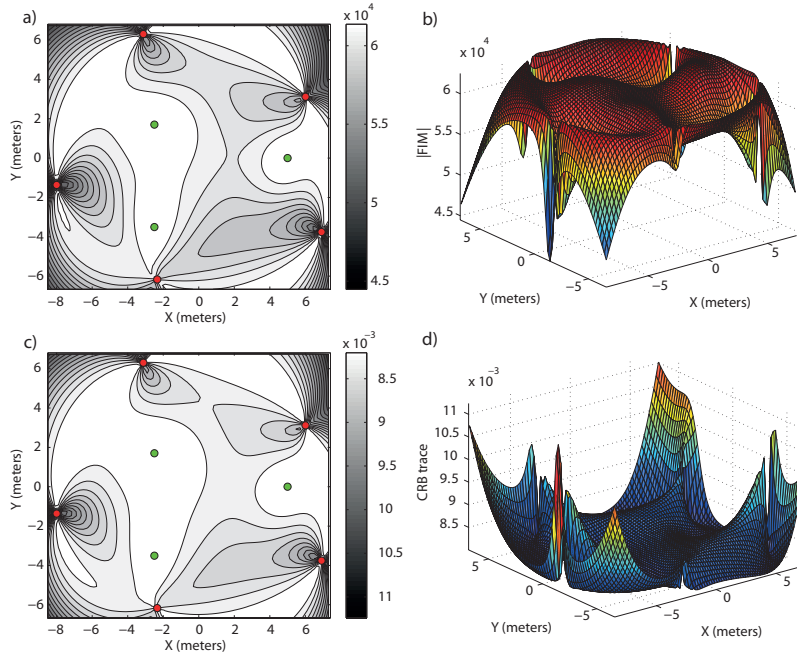 a)
x 10^4
6
5.5
5
4.5
6
4
2
0
−2
−4
−6
Y (meters)
−8 −6 −4 −2 0 2 4 6
X (meters)
b)
x 10^4
6
5.5
5
4.5
|FIM|
5
0
−5
Y (meters)
−5
0
5
X (meters)
c)
x 10^−3
8.5
9
9.5
10
10.5
11
6
4
2
0
−2
−4
−6
Y (meters)
−8 −6 −4 −2 0 2 4 6
X (meters)
d)
x 10^−3
11
10.5
10
9.5
9
8.5
CRB trace
5
0
−5
Y (meters)
−5
0
5
X (meters)